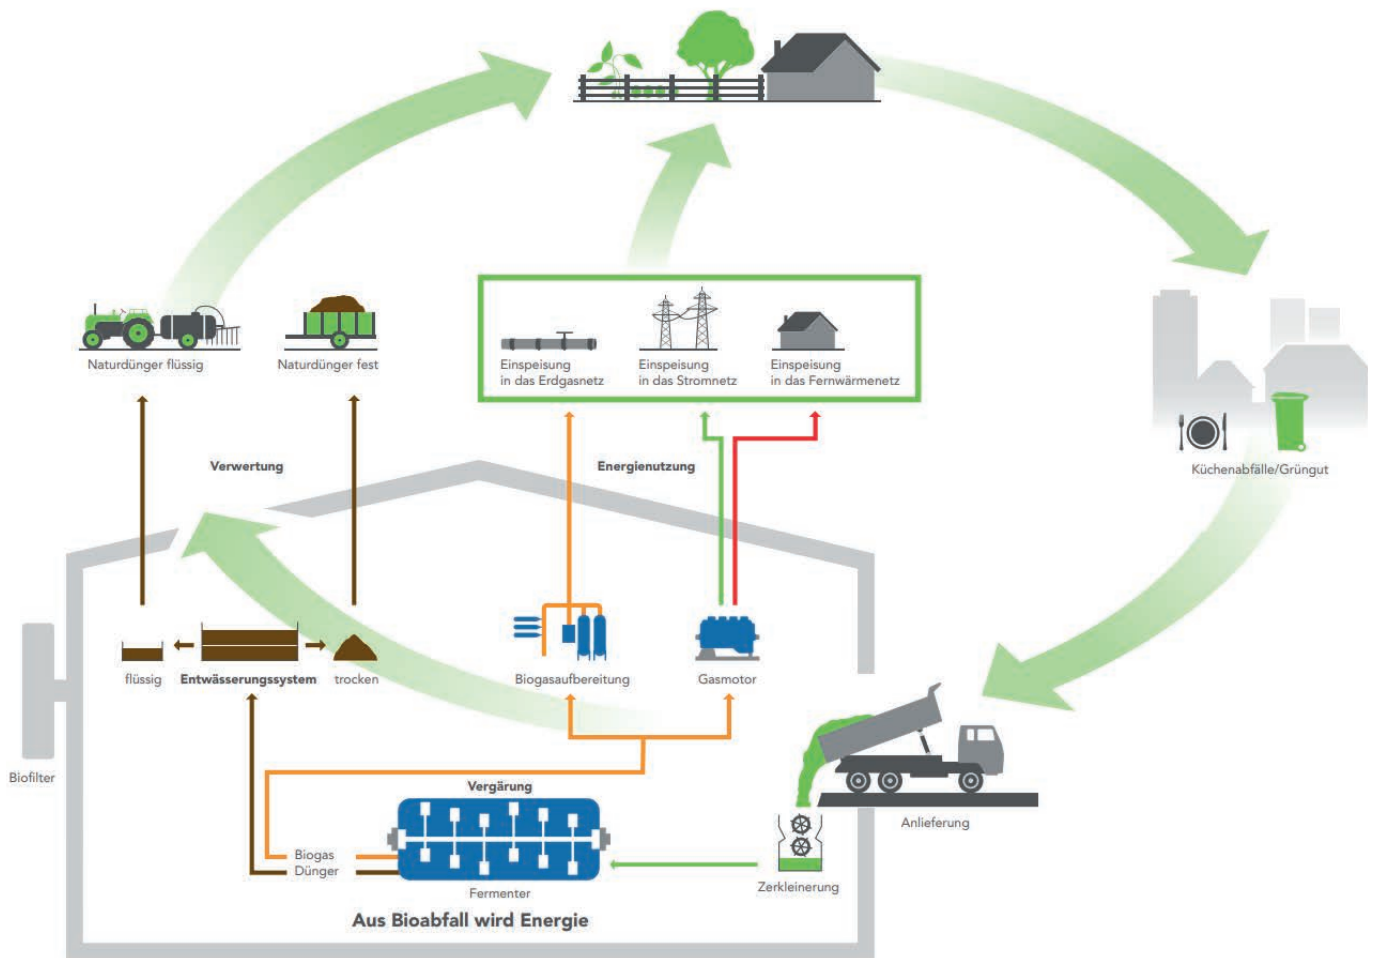 Naturdünger flüssig
Naturdünger fest
Einspeisung
in das Erdgasnetz
Einspeisung
in das Stromnetz
Einspeisung
in das Fernwärmenetz
Küchenabfälle/Grüngut
Verwertung
Energienutzung
flüssig
Entwässerungssystem
trocken
Biogasaufbereitung
Gasmotor
Biofilter
Vergärung
Anlieferung
Biogas
Dünger
Fermenter
Zerkleinerung
Aus Bioabfall wird Energie